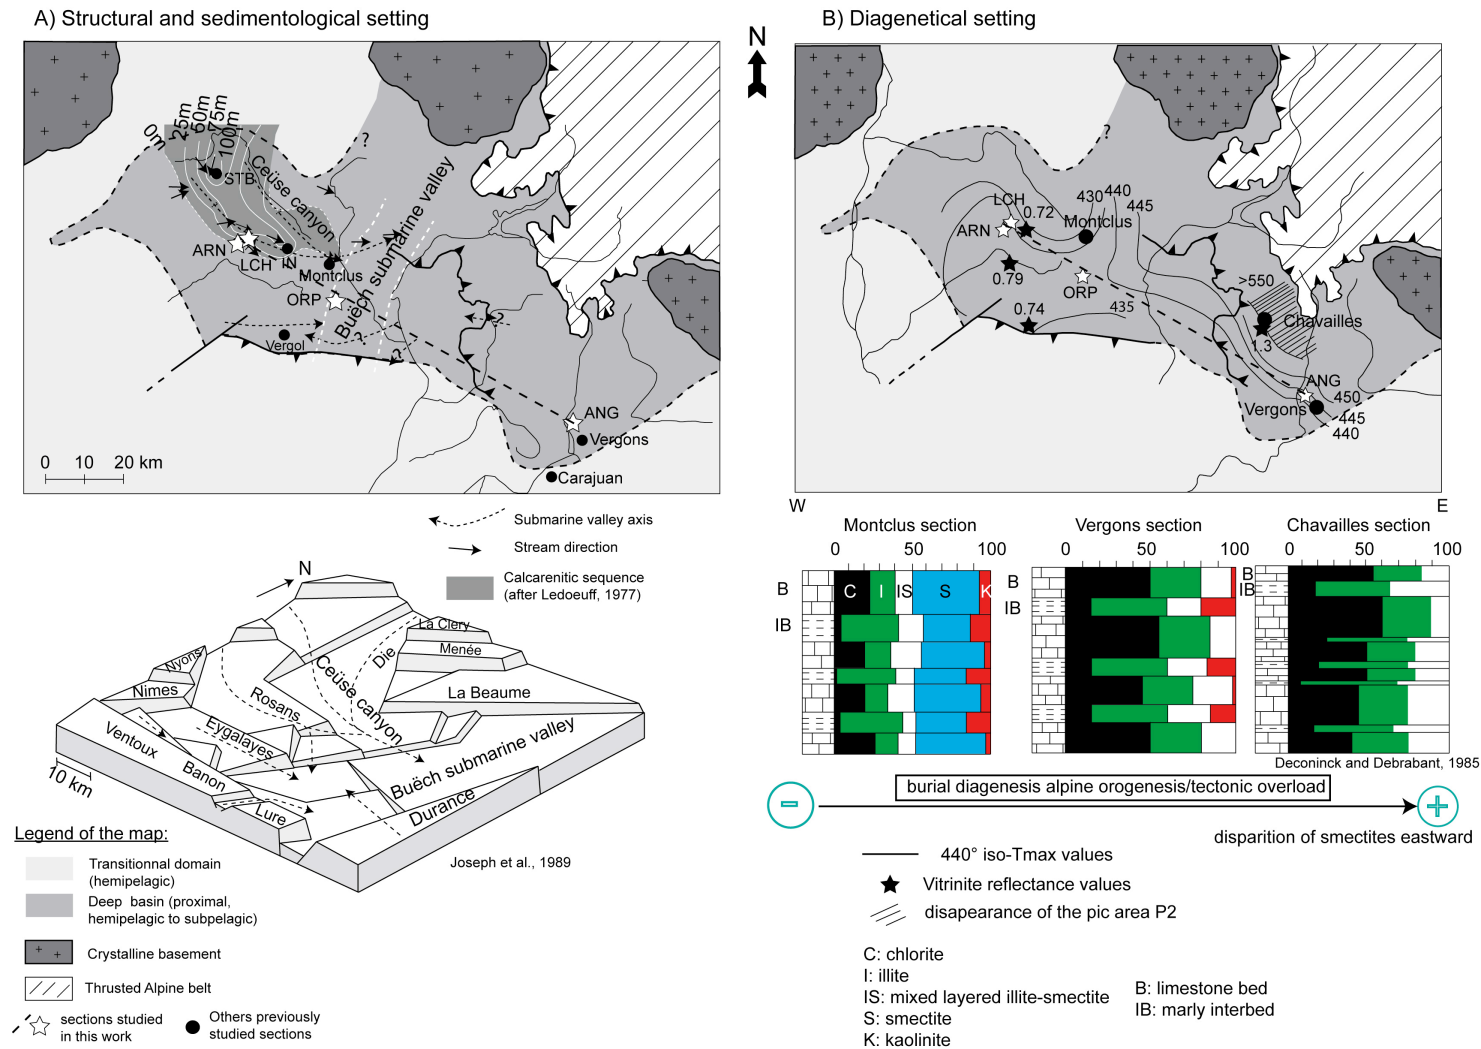 A) Structural and sedimentological setting
0m
25m
50m
75m
100m
STB
Ceüse canyon
?
Buëch submarine valley
ARN
LCH
IN
Montclus
ORP
Vergol
?
?
?
ANG
Vergons
Carajuan
0 10 20 km
N
B) Diagenetical setting
?
LCH
ARN
0.72
430
440
445
Montclus
0.79
ORP
0.74
435
>550
Chavailles
1.3
ANG
Vergons
450
445
440
Submarine valley axis
Stream direction
Calcarenitic sequence
(after Ledoeuff, 1977)
N
La Clery
Menée
Die
La Beaume
Nyons
Nimes
Rosans
Ceüse canyon
Eygalayes
Ventoux
Banon
Lure
Buëch submarine valley
Durance
10 km
Joseph et al., 1989
Legend of the map:
Transitionnal domain
(hemipelagic)
Deep basin (proximal,
hemipelagic to subpelagic)
Crystalline basement
Thrusted Alpine belt
sections studied
in this work
Others previously
studied sections
W
E
Montclus section
0 50 100
B
IB
C I IS S K
Vergons section
0 50 100
B
IB
Chavailles section
0 50 100
B
IB
Deconinck and Debrabant, 1985
burial diagenesis alpine orogenesis/tectonic overload
-
+
disparition of smectites eastward
440° iso-Tmax values
Vitrinite reflectance values
disapearance of the pic area P2
C: chlorite
I: illite
IS: mixed layered illite-smectite
S: smectite
K: kaolinite
B: limestone bed
IB: marly interbed